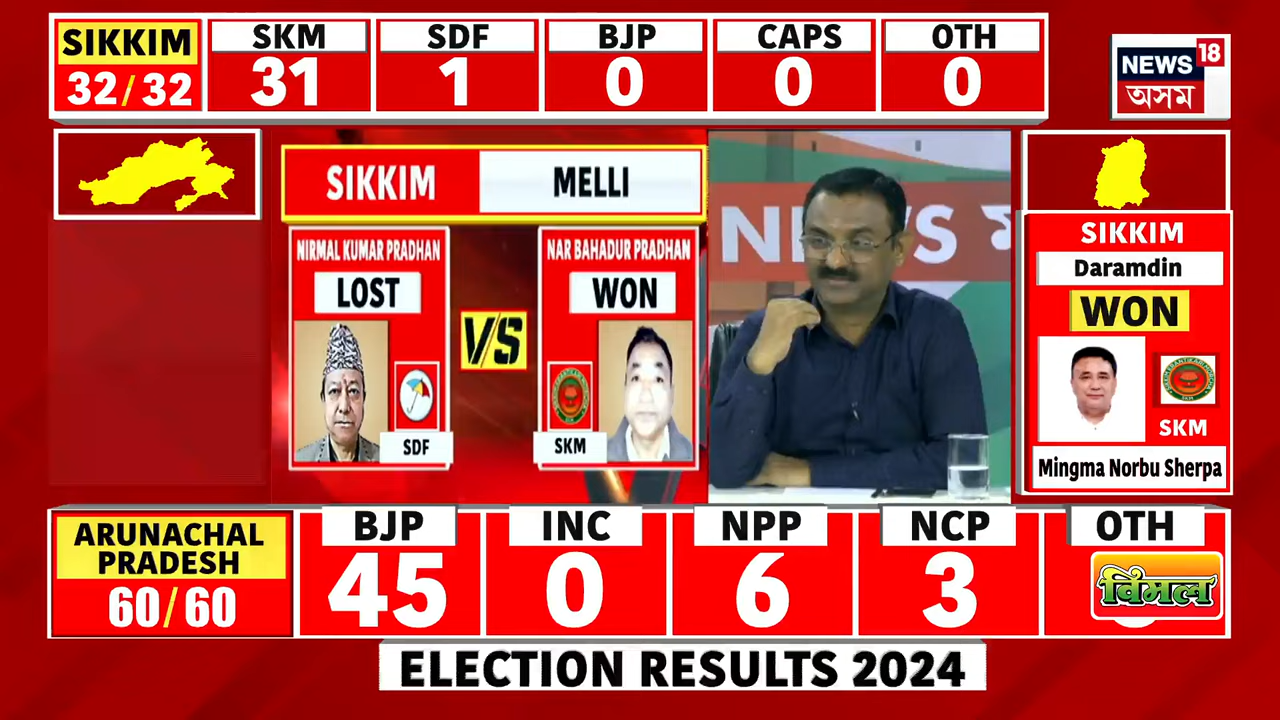 SIKKIM
32/32
SKM
31
SDF
1
BJP
0
CAPS
0
OTH
0
NEWS 18
অসম
SIKKIM
MELLI
NIRMAL KUMAR PRADHAN
LOST
SDF
VS
NAR BAHADUR PRADHAN
WON
SKM
NEWS
SIKKIM
Daramdin
WON
SKM
Mingma Norbu Sherpa
ARUNACHAL
PRADESH
60/60
BJP
45
INC
0
NPP
6
NCP
3
OTH
विमल
ELECTION RESULTS 2024